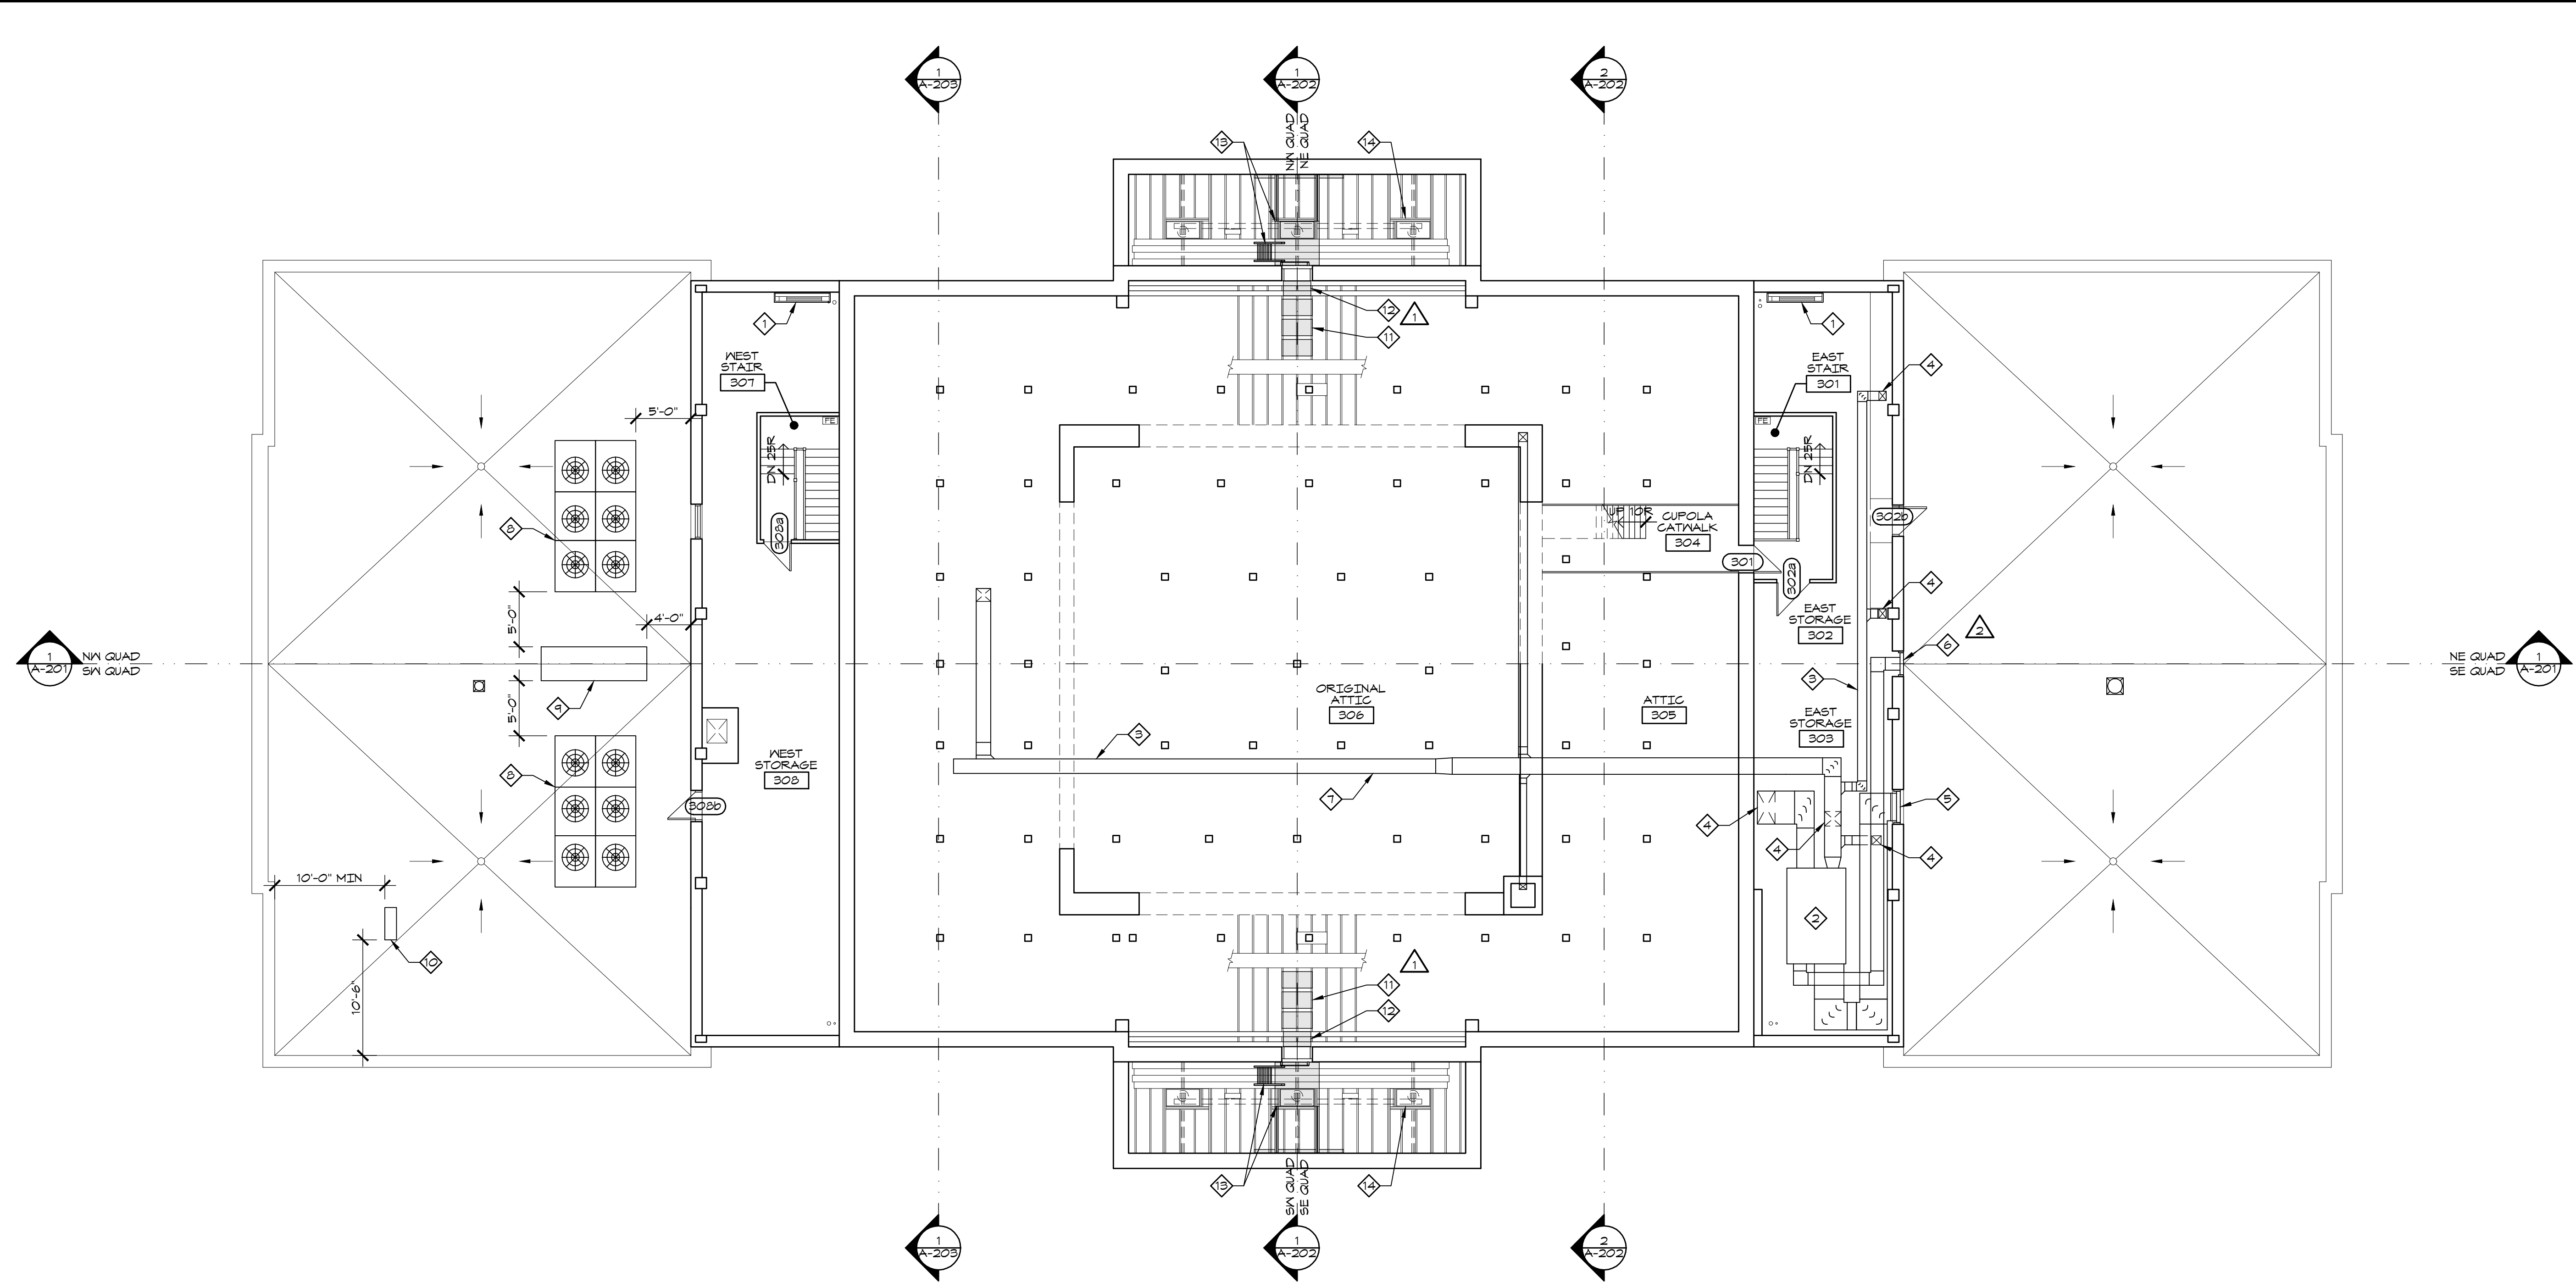 1
A-203
1
A-202
2
A-202
NW QUAD
NE QUAD
13
14
1
WEST
STAIR
307
FE
DN 25R
308a
12
1
11
1
EAST
STAIR
301
FE
DN 25R
4
5'-0"
8
UP 10R
CUPOLA
CATWALK
304
301
302a
302b
4
5'-0"
4'-0"
EAST
STORAGE
302
6
2
1
A-201
NW QUAD
SW QUAD
NE QUAD
SE QUAD
1
A-201
9
5'-0"
ORIGINAL
ATTIC
306
ATTIC
305
3
EAST
STORAGE
303
3
WEST
STORAGE
308
8
308b
7
4
4
5
4
10'-0" MIN
10
10'-6"
2
1
11
12
13
14
SW QUAD
SE QUAD
1
A-203
1
A-202
2
A-202